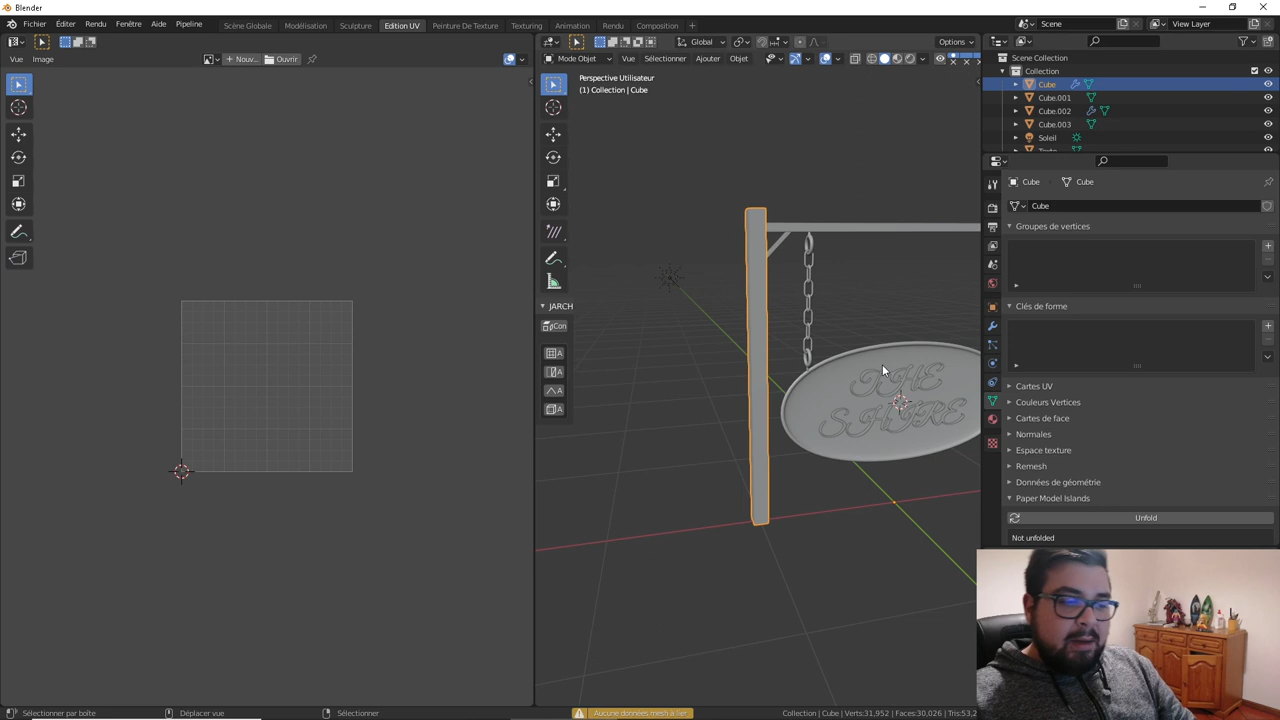 Blender
Fichier Éditer Rendu Fenêtre Aide Pipeline
Scène Globale Modélisation Sculpture Edition UV Peinture De Texture Texturing Animation Rendu Composition +
Scene View Layer
Global Options
Vue Image + Nouv... Ouvrir
Mode Objet Vue Sélectionner Ajouter Objet
Perspective Utilisateur
(1) Collection | Cube
Scene Collection
Collection
Cube
Cube.001
Cube.002
Cube.003
Soleil
Texte
Cube Cube
Cube
Groupes de vertices
Clés de forme
Cartes UV
Couleurs Vertices
Cartes de face
Normales
Espace texture
Remesh
Données de géométrie
Paper Model Islands
Unfold
Not unfolded
JARCH
Con
A
A
A
A
THE
SHIRE
Sélectionner par boîte Déplacer vue Sélectionner Aucune données mesh à lier Collection | Cube | Verts:31,952 | Faces:30,026 | Tris:53,2